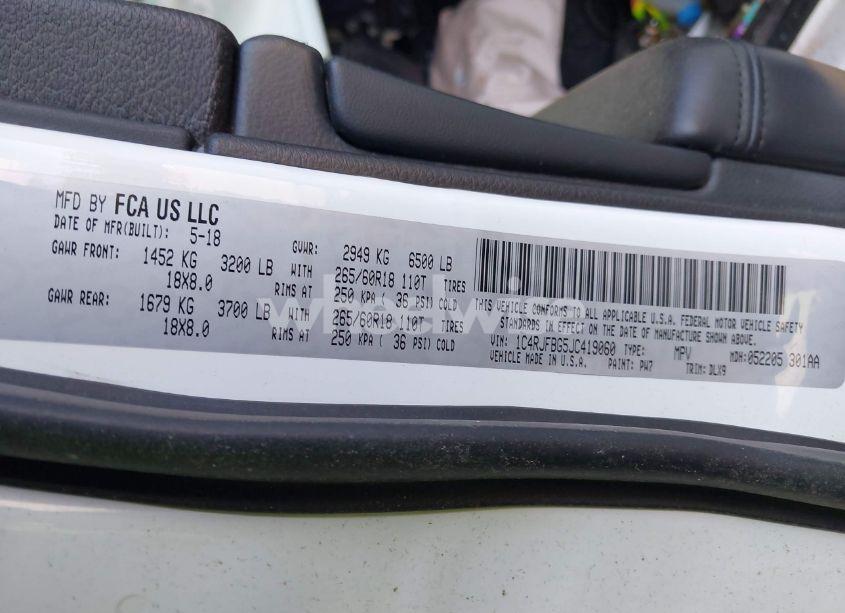 MFD BY FCA US LLC
DATE OF MFR(BUILT): 5-18 GVWR: 2949 KG 6500 LB
GAWR FRONT: 1452 KG 3200 LB WITH 265/60R18 110T TIRES
18X8.0 RIMS AT 250 KPA ( 36 PSI) COLD
GAWR REAR: 1679 KG 3700 LB WITH 265/60R18 110T TIRES
18X8.0 RIMS AT 250 KPA ( 36 PSI) COLD
THIS VEHICLE CONFORMS TO ALL APPLICABLE U.S.A. FEDERAL MOTOR VEHICLE SAFETY
STANDARDS IN EFFECT ON THE DATE OF MANUFACTURE SHOWN ABOVE.
VIN: 1C4RJFBG5JC419060 TYPE: MPV MDH: 052205 301AA
VEHICLE MADE IN U.S.A. PAINT: PW7 TRIM: DLX9